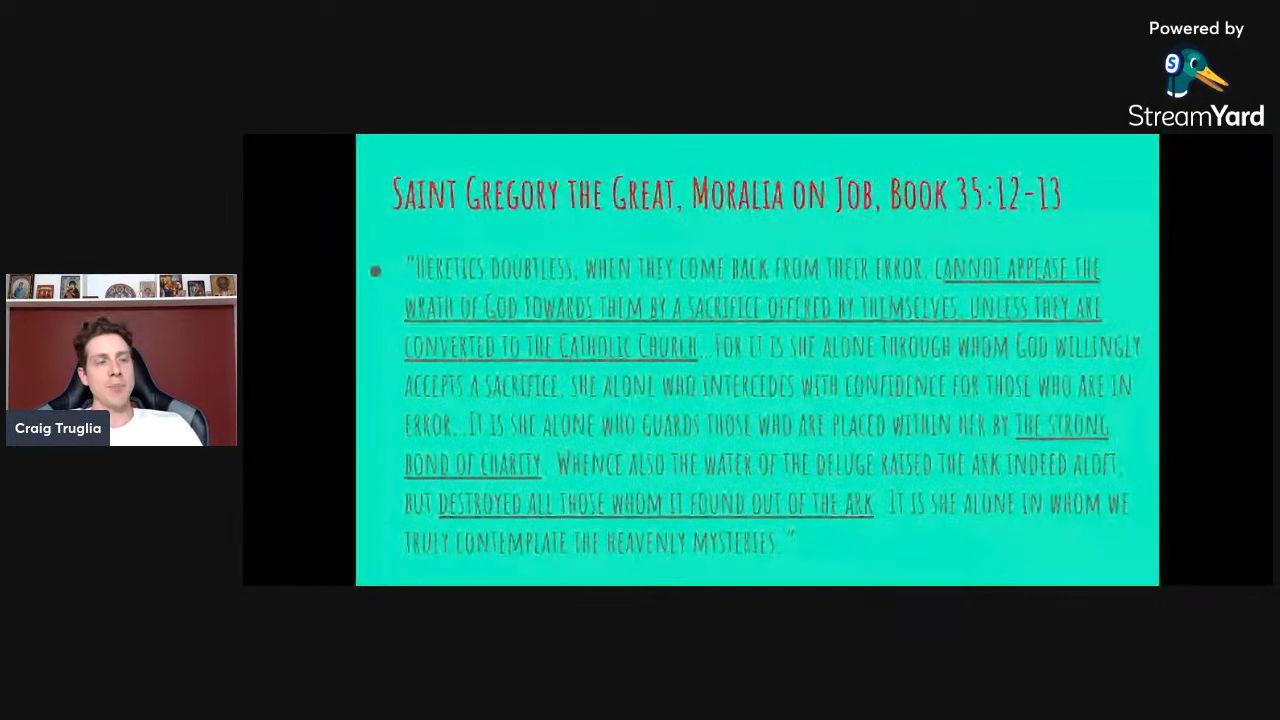 Powered by
S
StreamYard
SAINT GREGORY THE GREAT, MORALIA ON JOB, BOOK 35:12-13
• "HERETICS DOUBTLESS, WHEN THEY COME BACK FROM THEIR ERROR, CANNOT APPEASE THE
WRATH OF GOD TOWARDS THEM BY A SACRIFICE OFFERED BY THEMSELVES, UNLESS THEY ARE
CONVERTED TO THE CATHOLIC CHURCH...FOR IT IS SHE ALONE THROUGH WHOM GOD WILLINGLY
ACCEPTS A SACRIFICE, SHE ALONE WHO INTERCEDES WITH CONFIDENCE FOR THOSE WHO ARE IN
ERROR...IT IS SHE ALONE WHO GUARDS THOSE WHO ARE PLACED WITHIN HER BY THE STRONG
BOND OF CHARITY. WHENCE ALSO THE WATER OF THE DELUGE RAISED THE ARK INDEED ALOFT,
BUT DESTROYED ALL THOSE WHOM IT FOUND OUT OF THE ARK. IT IS SHE ALONE IN WHOM WE
TRULY CONTEMPLATE THE HEAVENLY MYSTERIES."
Craig Truglia